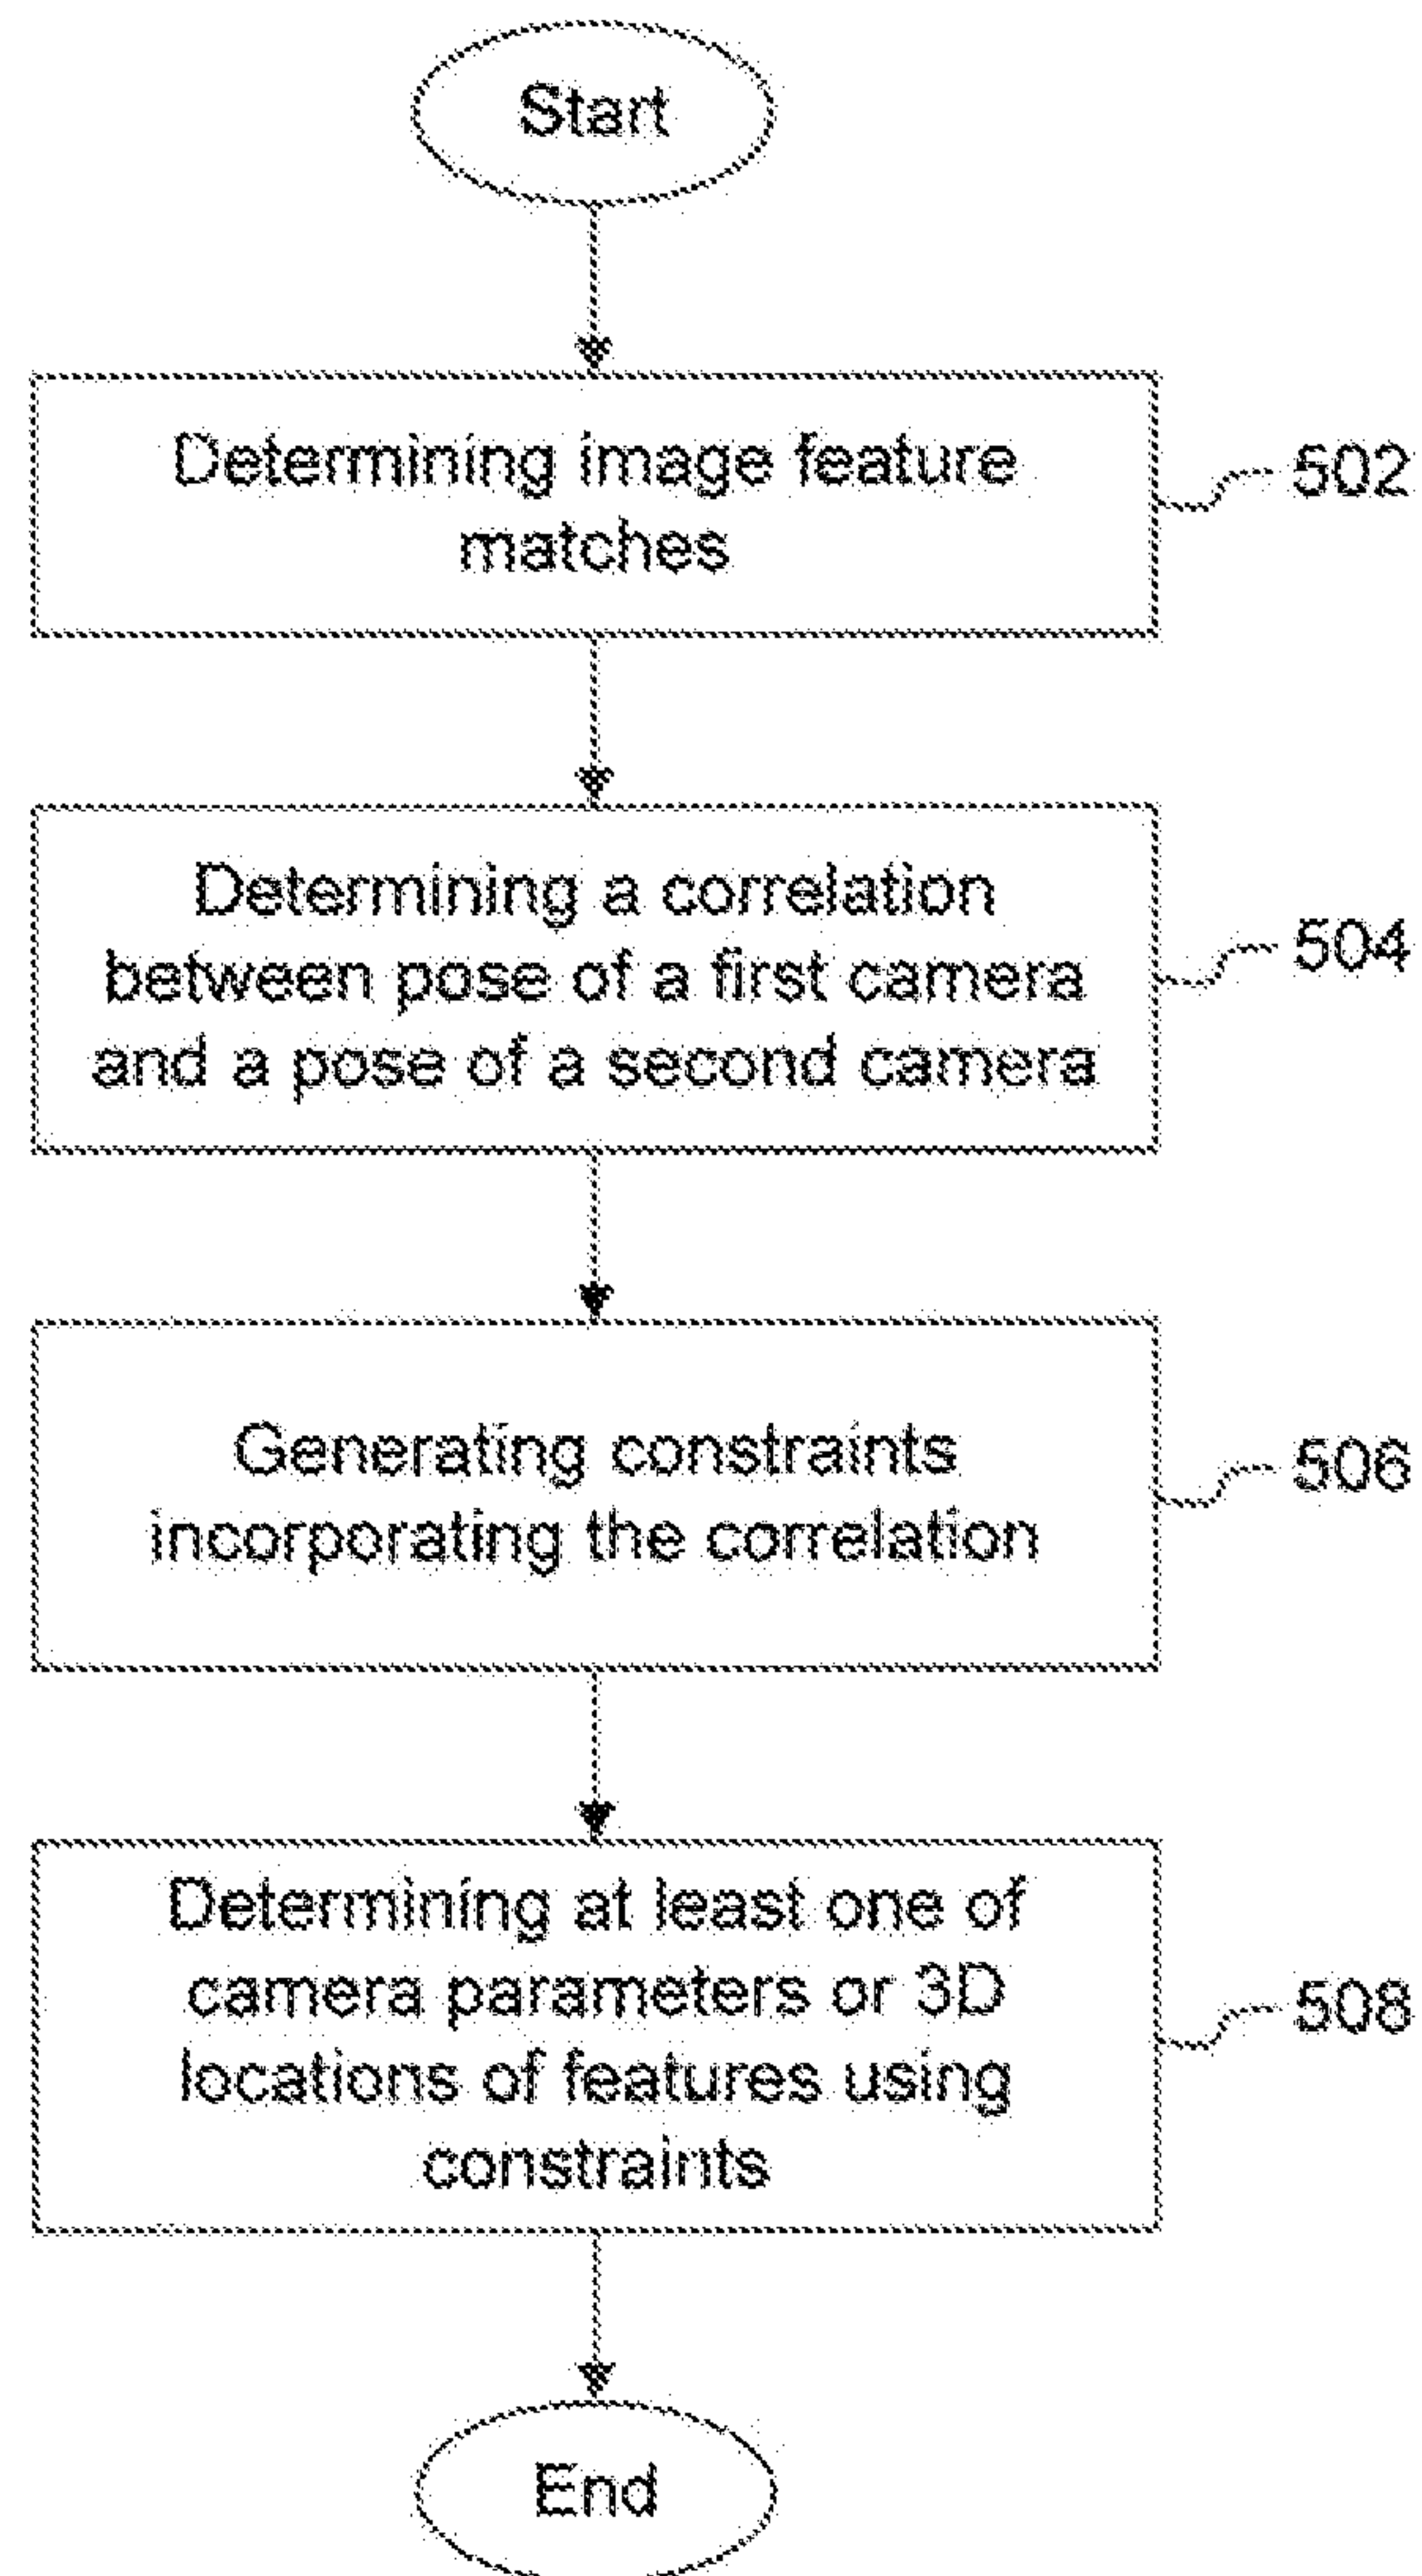 Start
Determining image feature
matches
502
Determining a correlation
between pose of a first camera
and a pose of a second camera
504
Generating constraints
incorporating the correlation
506
Determining at least one of
camera parameters or 3D
locations of features using
constraints
508
End